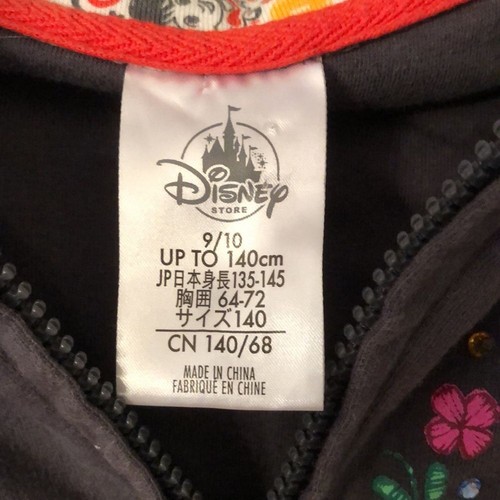 Disney
STORE
9/10
UP TO 140cm
JP日本身長135-145
胸囲 64-72
サイズ140
CN 140/68
MADE IN CHINA
FABRIQUÉ EN CHINE